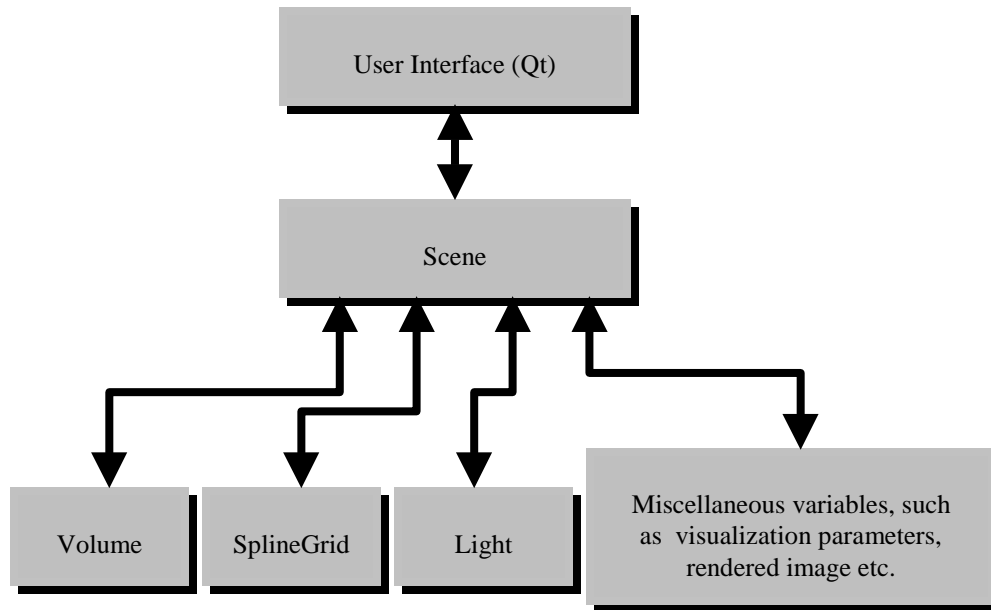 User Interface (Qt)
Scene
Volume
SplineGrid
Light
Miscellaneous variables, such
as visualization parameters,
rendered image etc.